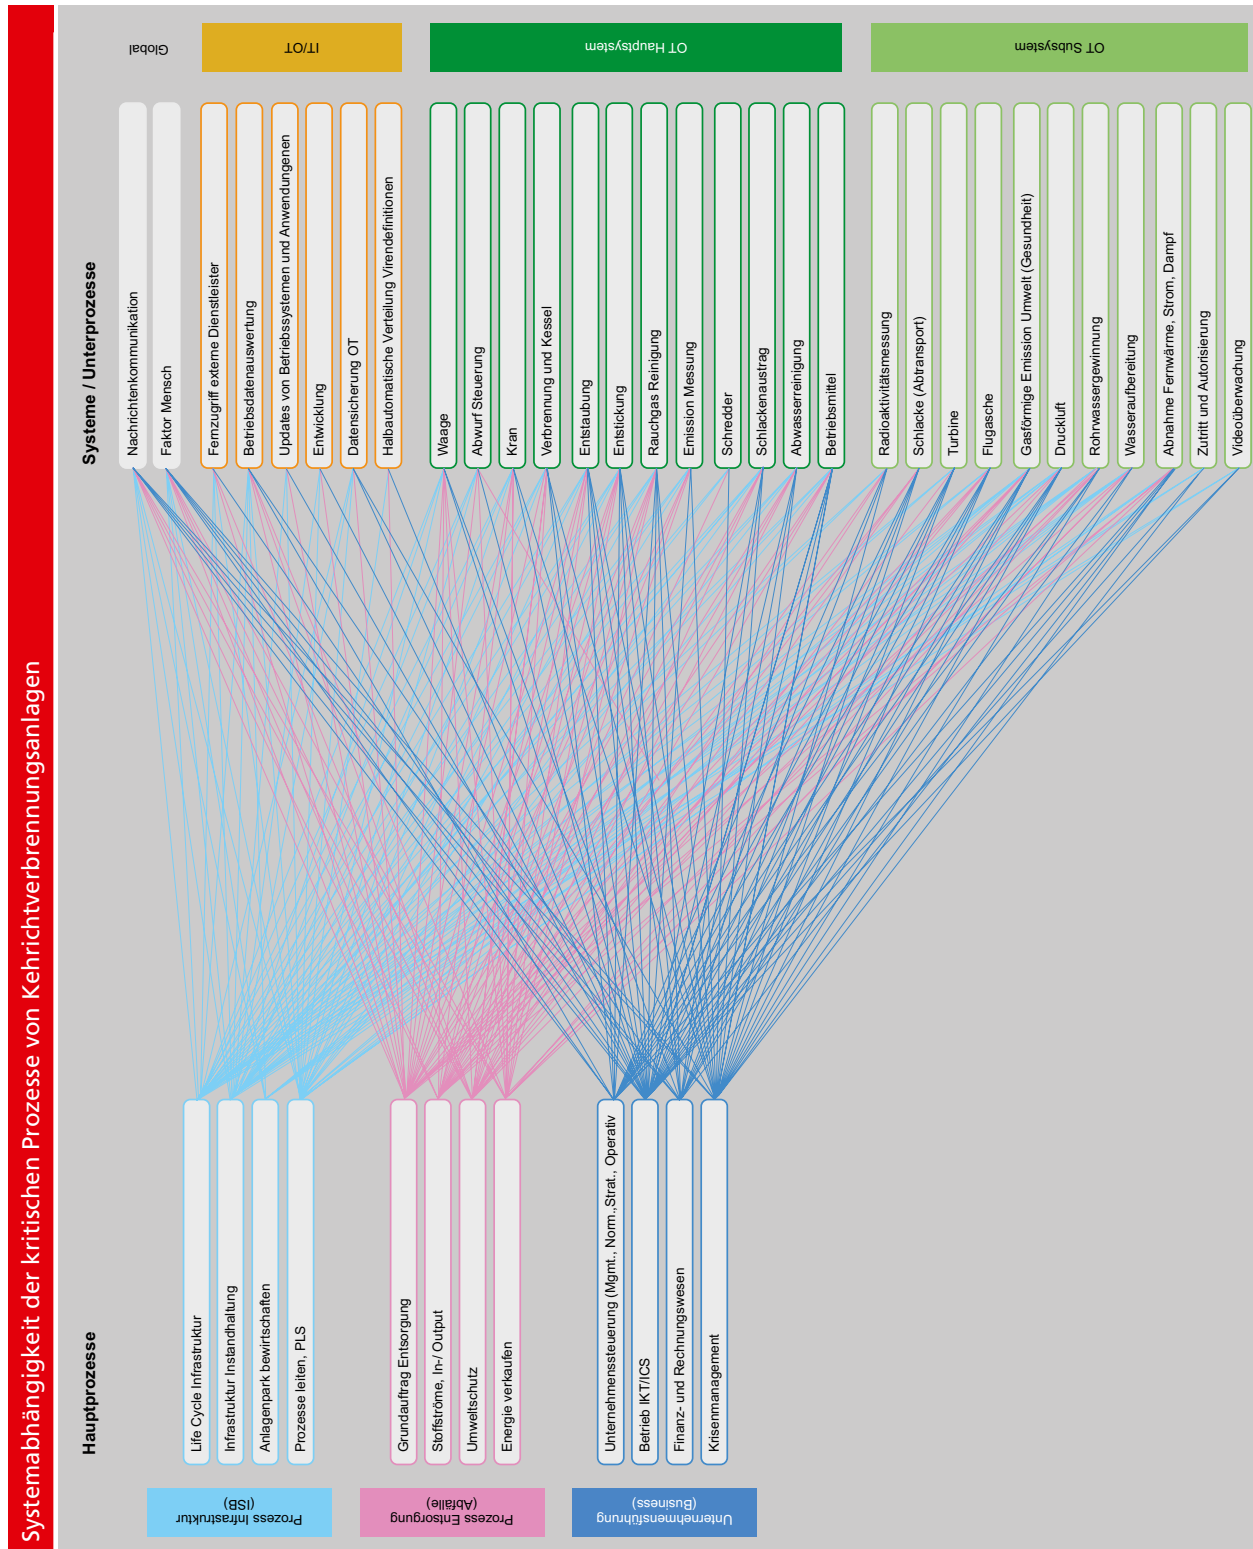 Systemabhängigkeit der kritischen Prozesse von Kehrichtverbrennungsanlagen
Hauptprozesse
Prozess Infrastruktur
(ISB)
Life Cycle Infrastruktur
Infrastruktur Instandhaltung
Anlagenpark bewirtschaften
Prozesse leiten, PLS
Prozess Entsorgung
(Abfälle)
Grundauftrag Entsorgung
Stoffströme, In-/ Output
Umweltschutz
Energie verkaufen
Unternehmensführung
(Business)
Unternehmenssteuerung (Mgmt., Norm.,Strat., Operativ
Betrieb IKT/ICS
Finanz- und Rechnungswesen
Krisenmanagement
Systeme / Unterprozesse
Global
Nachrichtenkommunikation
Faktor Mensch
IT/OT
Fernzugriff externe Dienstleister
Betriebsdatenauswertung
Updates von Betriebssystemen und Anwendungenen
Entwicklung
Datensicherung OT
Halbautomatische Verteilung Virendefinitionen
OT Hauptsystem
Waage
Abwurf Steuerung
Kran
Verbrennung und Kessel
Entstaubung
Entstickung
Rauchgas Reinigung
Emission Messung
Schredder
Schlackenaustrag
Abwasserreinigung
Betriebsmittel
OT Subsystem
Radioaktivitätsmessung
Schlacke (Abtransport)
Turbine
Flugasche
Gasförmige Emission Umwelt (Gesundheit)
Druckluft
Rohrwassergewinnung
Wasseraufbereitung
Abnahme Fernwärme, Strom, Dampf
Zutritt und Autorisierung
Videoüberwachung